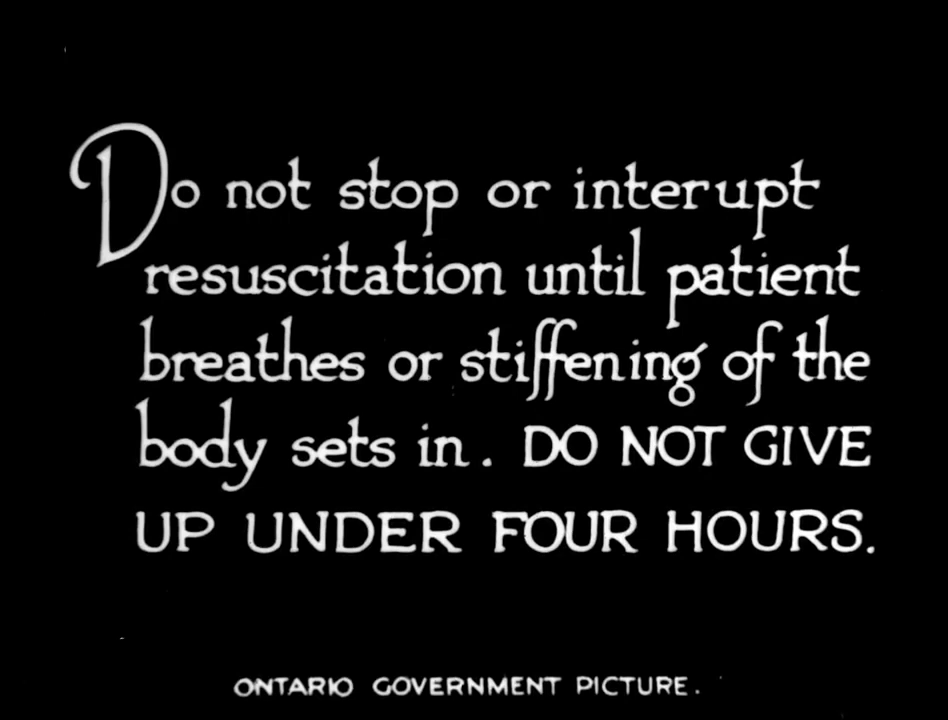 Do not stop or interupt
resuscitation until patient
breathes or stiffening of the
body sets in. DO NOT GIVE
UP UNDER FOUR HOURS.
ONTARIO GOVERNMENT PICTURE.